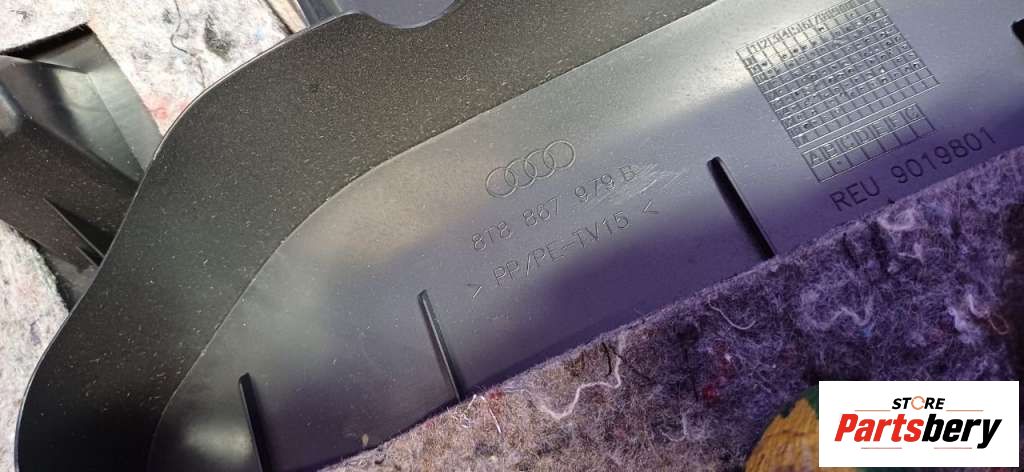 8T8 867 979 B
> PP/PE-TV15 <
REU 9019801
STORE
Partsbery